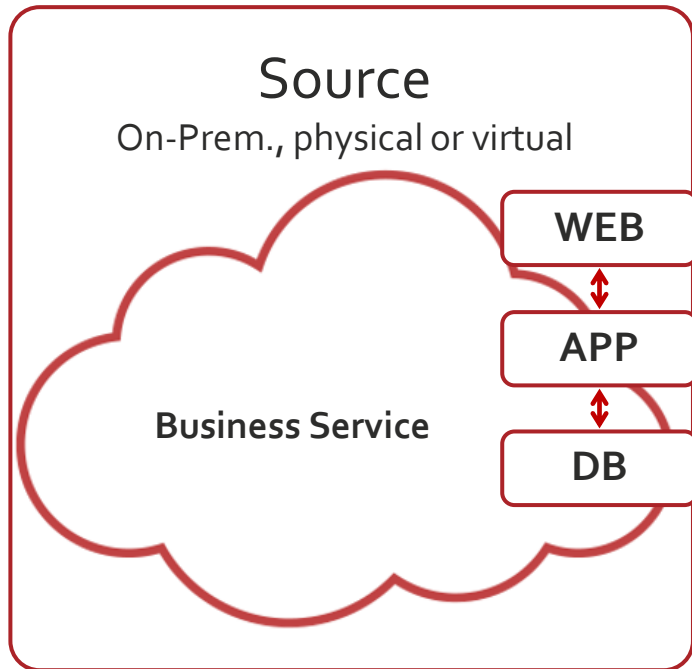 Source
On-Prem., physical or virtual
WEB
APP
Business Service
DB